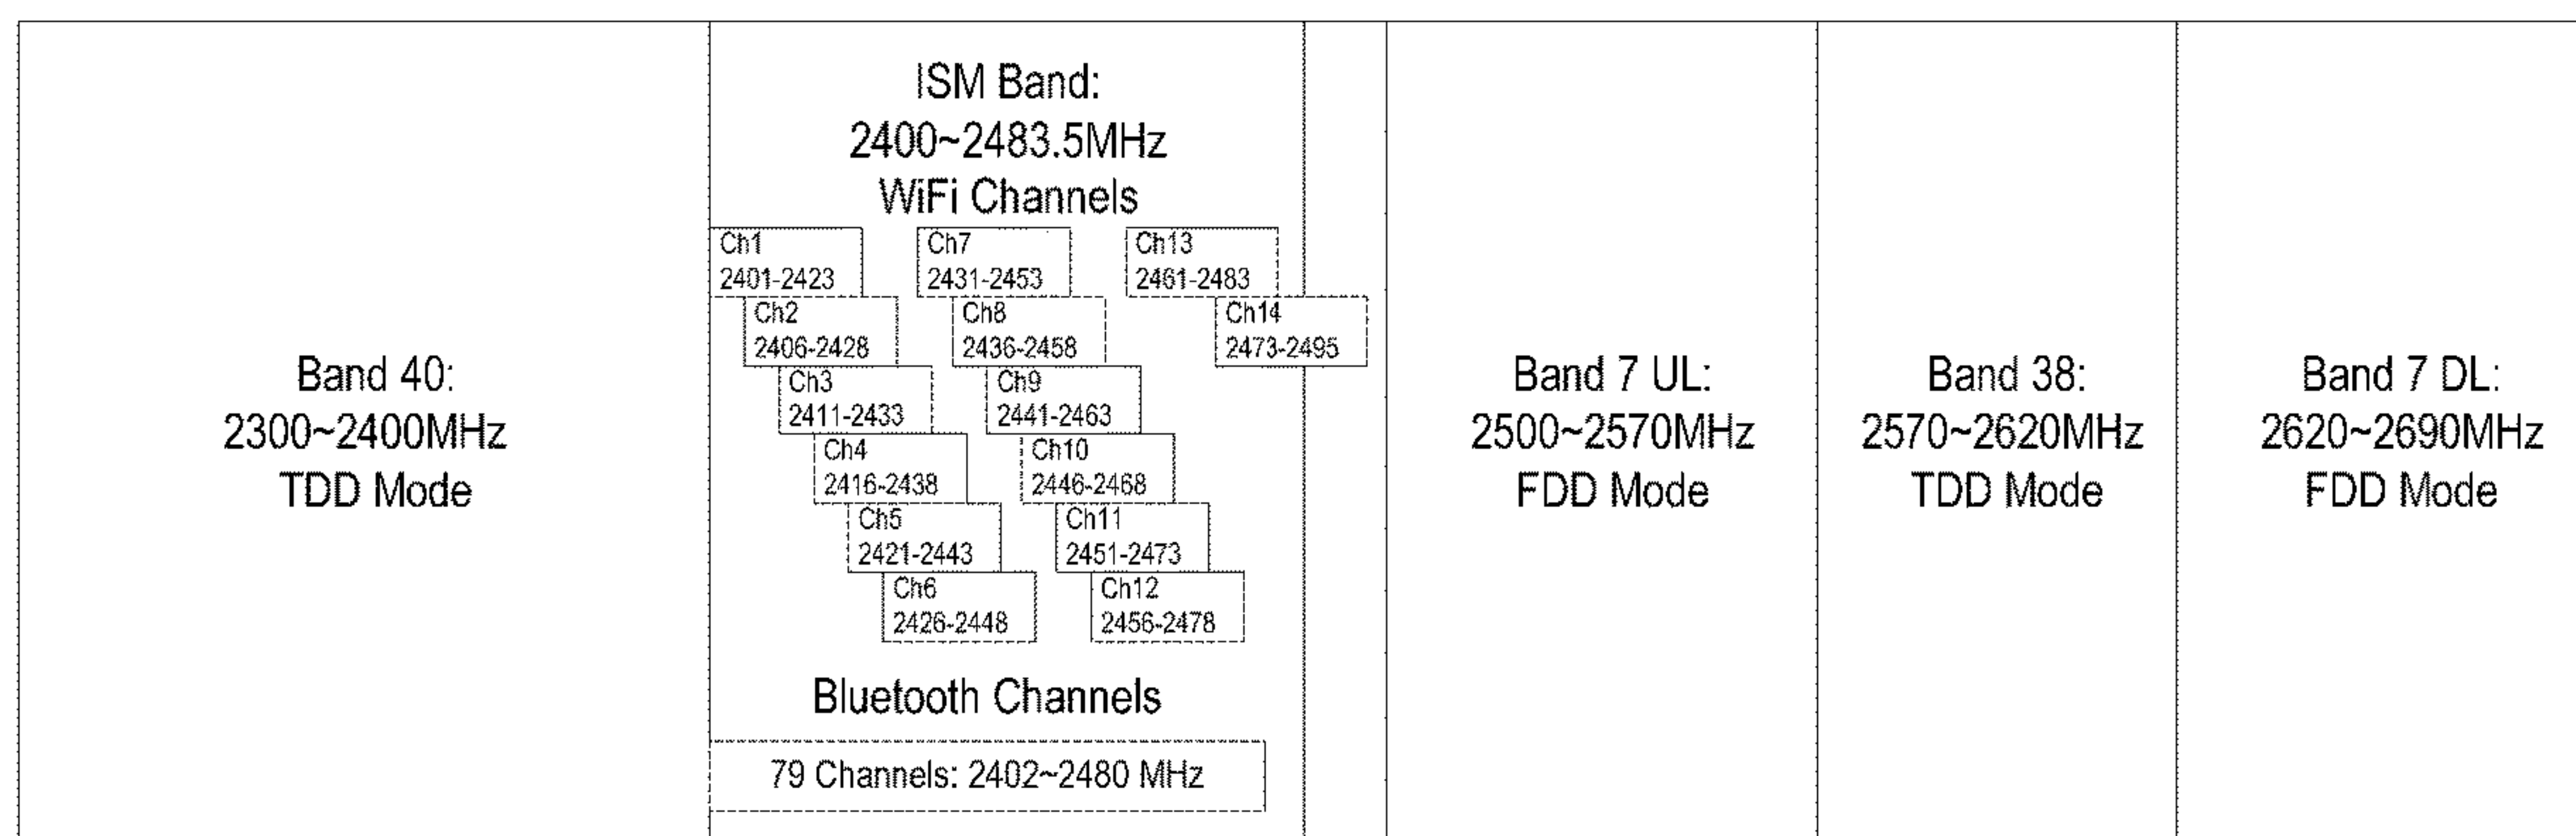 Band 40:
2300~2400MHz
TDD Mode
ISM Band:
2400~2483.5MHz
WiFi Channels
Ch1
2401-2423
Ch2
2406-2428
Ch3
2411-2433
Ch4
2416-2438
Ch5
2421-2443
Ch6
2426-2448
Ch7
2431-2453
Ch8
2436-2458
Ch9
2441-2463
Ch10
2446-2468
Ch11
2451-2473
Ch12
2456-2478
Ch13
2461-2483
Ch14
2473-2495
Bluetooth Channels
79 Channels: 2402~2480 MHz
Band 7 UL:
2500~2570MHz
FDD Mode
Band 38:
2570~2620MHz
TDD Mode
Band 7 DL:
2620~2690MHz
FDD Mode